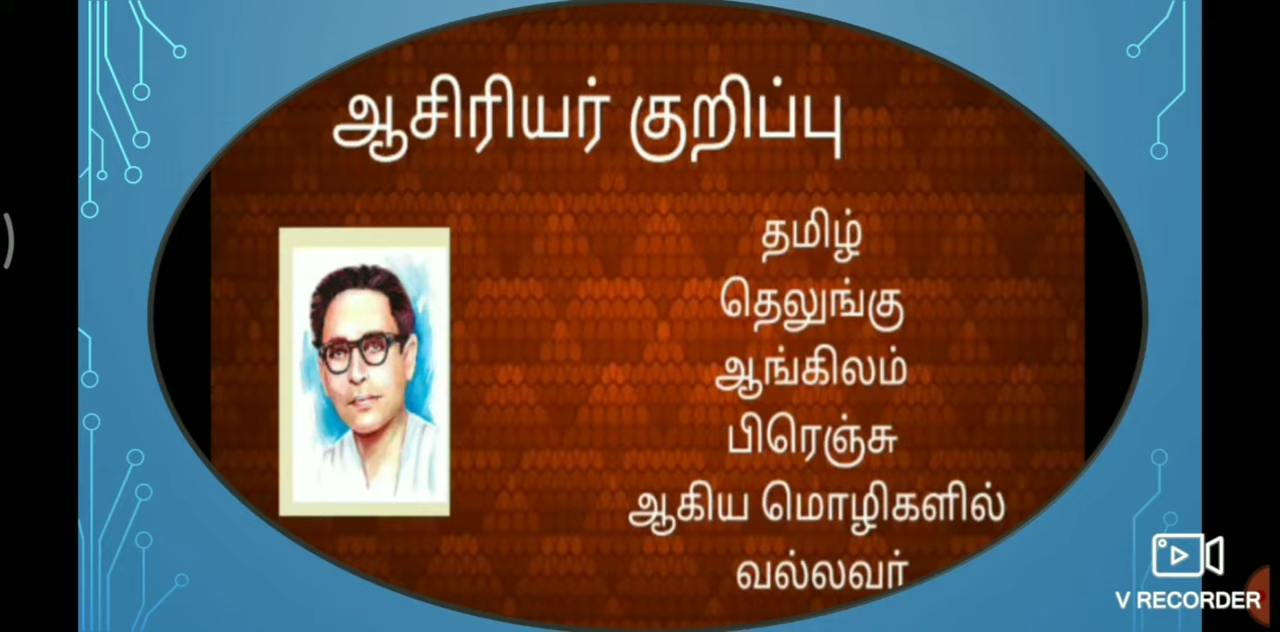 ஆசிரியர் குறிப்பு
தமிழ்
தெலுங்கு
ஆங்கிலம்
பிரெஞ்சு
ஆகிய மொழிகளில்
வல்லவர்
V RECORDER